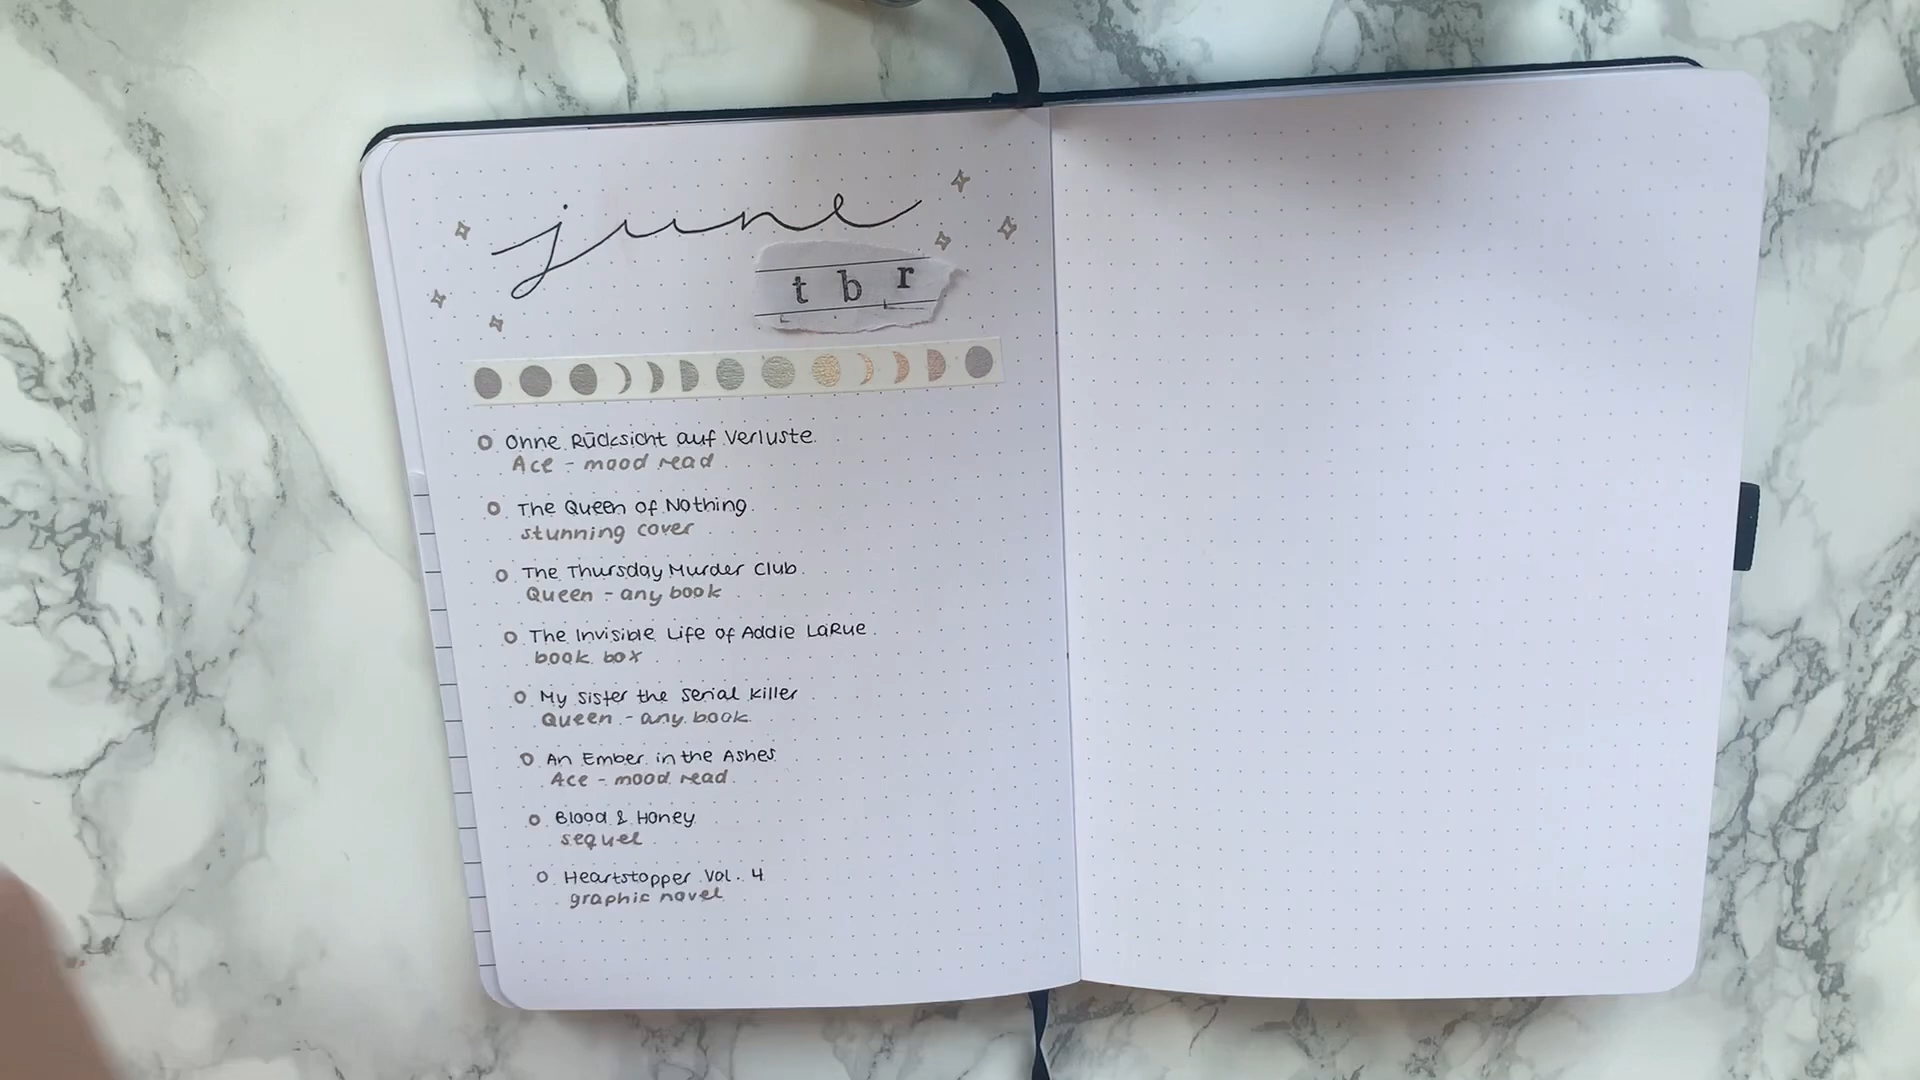 june
tbr
Ohne Rücksicht auf Verluste
Ace - mood read
The Queen of Nothing
stunning cover
The Thursday Murder Club
Queen - any book
The Invisible Life of Addie LaRue
book box
My Sister the Serial Killer
Queen - any book
An Ember in the Ashes
Ace - mood read
Blood & Honey
sequel
Heartstopper Vol. 4
graphic novel